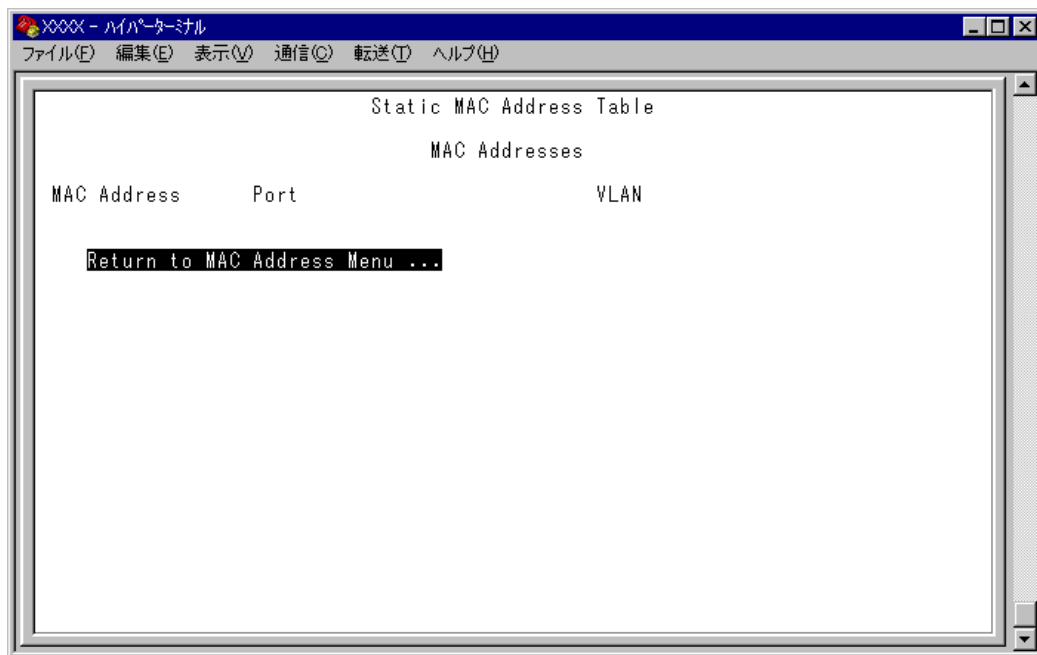 XXXX - ﾊｲﾊﾟｰﾀｰﾐﾅﾙ
ファイル(F) 編集(E) 表示(V) 通信(C) 転送(T) ヘルプ(H)
Static MAC Address Table
MAC Addresses
MAC Address Port VLAN
Return to MAC Address Menu ...